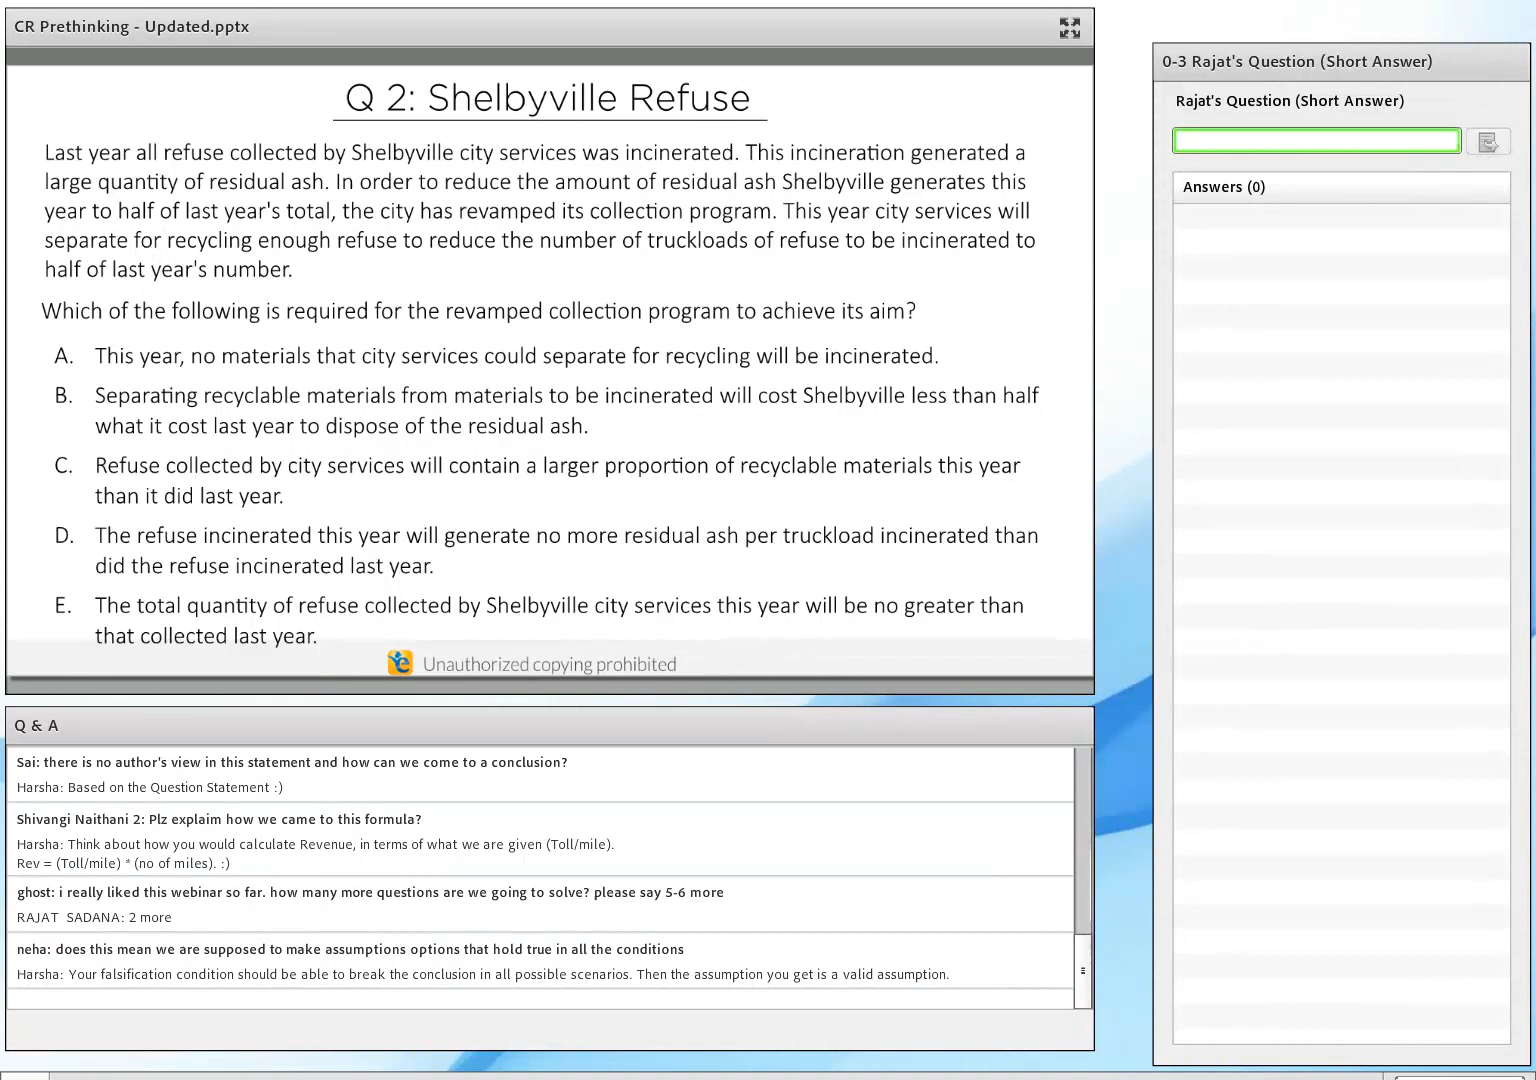 CR Prethinking - Updated.pptx
Q 2: Shelbyville Refuse
Last year all refuse collected by Shelbyville city services was incinerated. This incineration generated a
large quantity of residual ash. In order to reduce the amount of residual ash Shelbyville generates this
year to half of last year's total, the city has revamped its collection program. This year city services will
separate for recycling enough refuse to reduce the number of truckloads of refuse to be incinerated to
half of last year's number.
Which of the following is required for the revamped collection program to achieve its aim?
A. This year, no materials that city services could separate for recycling will be incinerated.
B. Separating recyclable materials from materials to be incinerated will cost Shelbyville less than half
what it cost last year to dispose of the residual ash.
C. Refuse collected by city services will contain a larger proportion of recyclable materials this year
than it did last year.
D. The refuse incinerated this year will generate no more residual ash per truckload incinerated than
did the refuse incinerated last year.
E. The total quantity of refuse collected by Shelbyville city services this year will be no greater than
that collected last year.
e Unauthorized copying prohibited
Q & A
Sai: there is no author's view in this statement and how can we come to a conclusion?
Harsha: Based on the Question Statement :)
Shivangi Naithani 2: Plz explaim how we came to this formula?
Harsha: Think about how you would calculate Revenue, in terms of what we are given (Toll/mile).
Rev = (Toll/mile) * (no of miles). :)
ghost: i really liked this webinar so far. how many more questions are we going to solve? please say 5-6 more
RAJAT SADANA: 2 more
neha: does this mean we are supposed to make assumptions options that hold true in all the conditions
Harsha: Your falsification condition should be able to break the conclusion in all possible scenarios. Then the assumption you get is a valid assumption.
0-3 Rajat's Question (Short Answer)
Rajat's Question (Short Answer)
Answers (0)